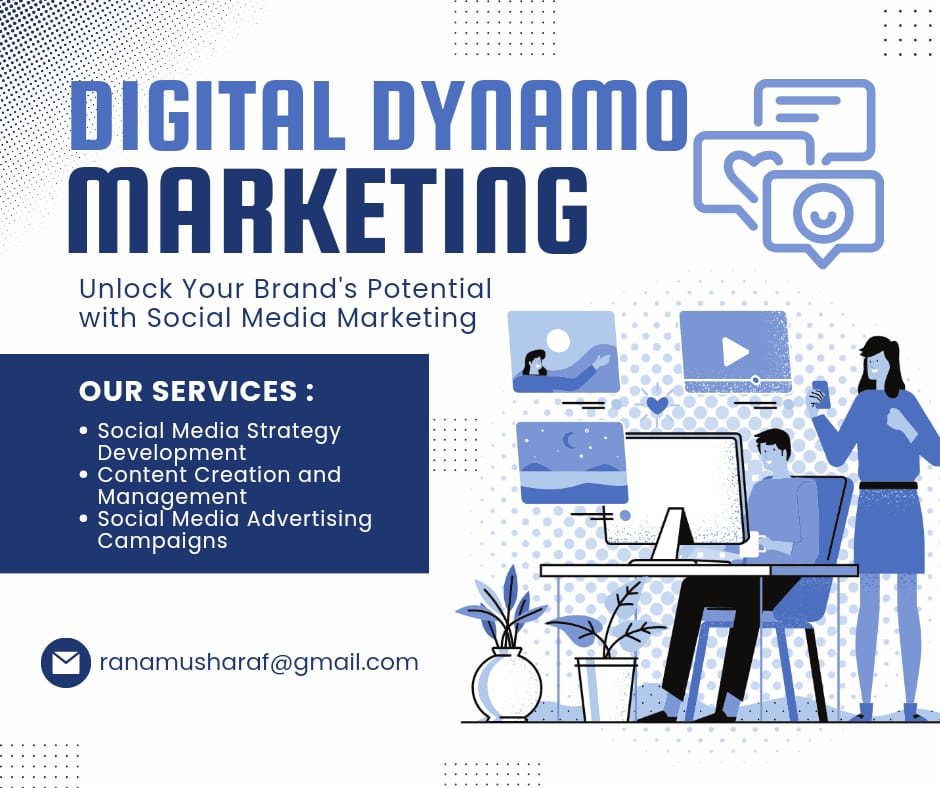 DIGITAL DYNAMO
MARKETING
Unlock Your Brand's Potential
with Social Media Marketing
OUR SERVICES :
• Social Media Strategy
Development
• Content Creation and
Management
• Social Media Advertising
Campaigns
ranamusharaf@gmail.com